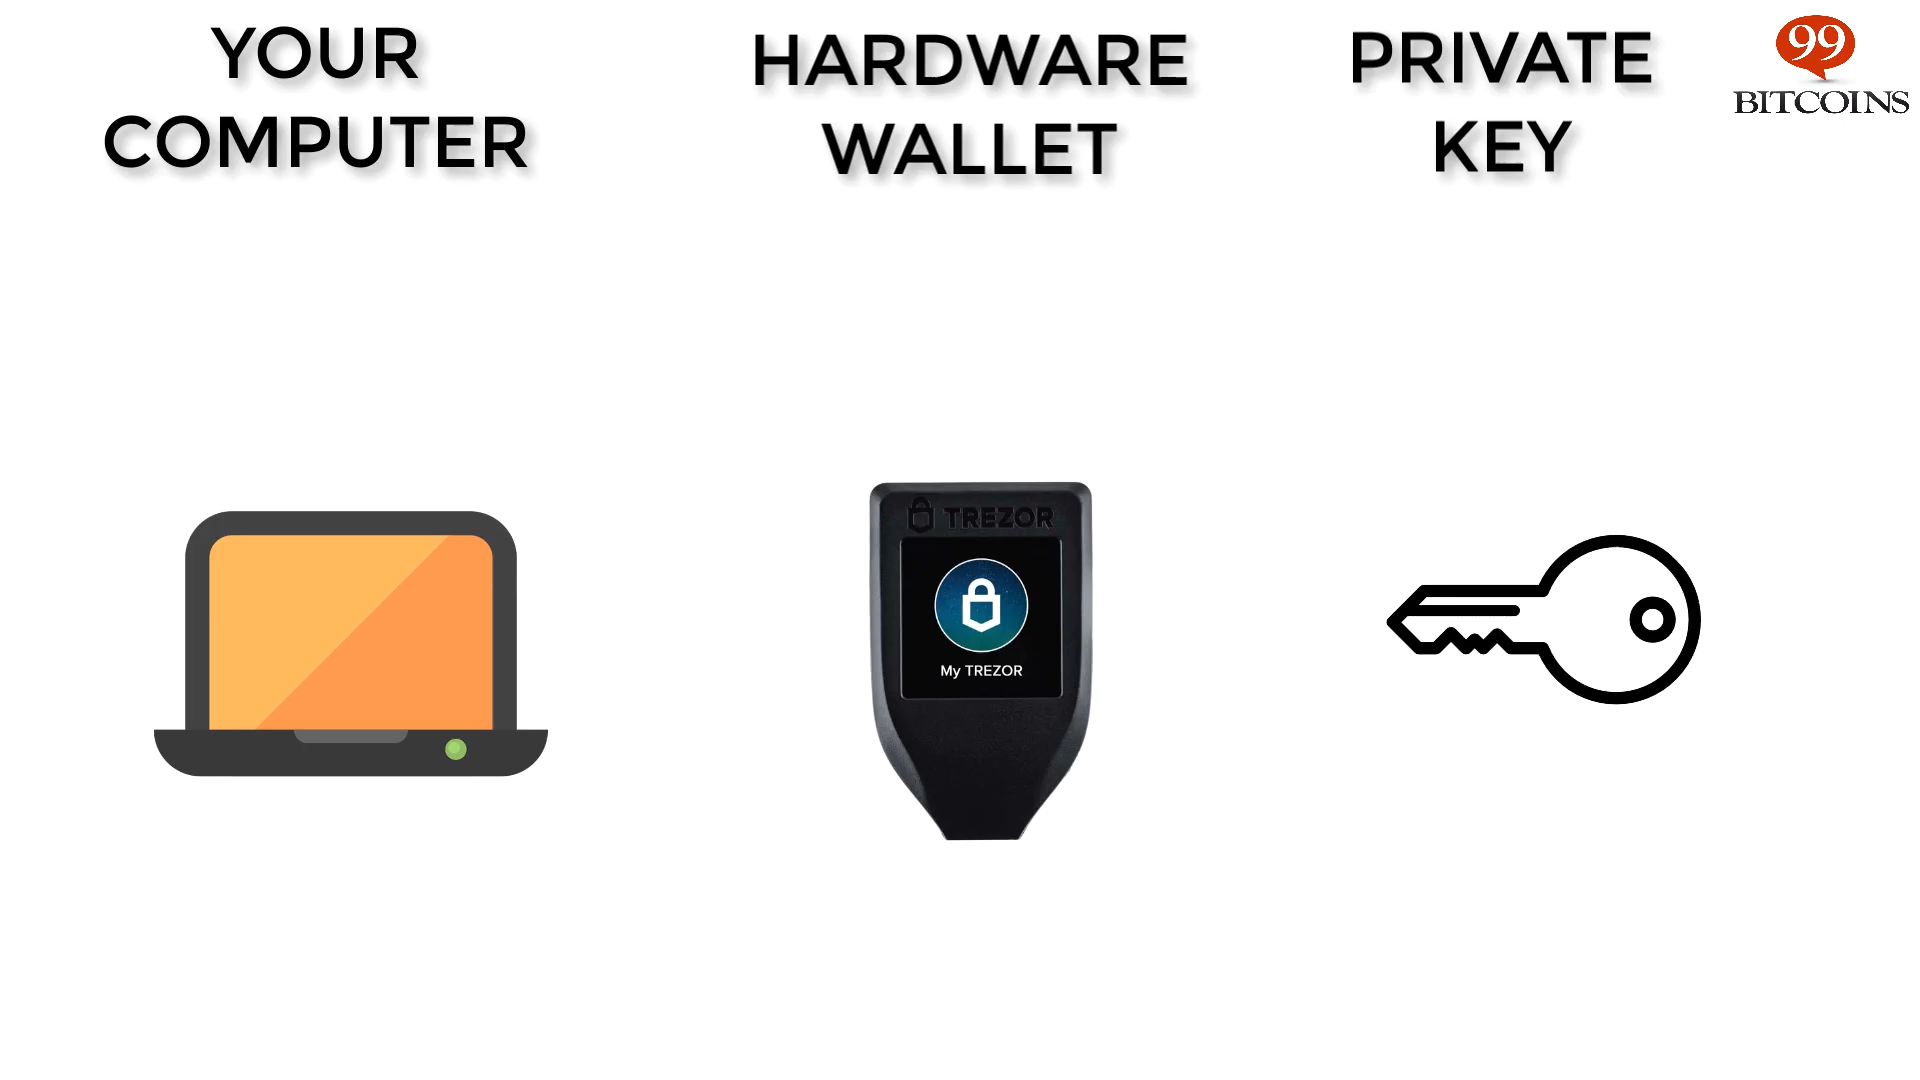 YOUR
COMPUTER
HARDWARE
WALLET
PRIVATE
KEY
99
BITCOINS
TREZOR
My TREZOR